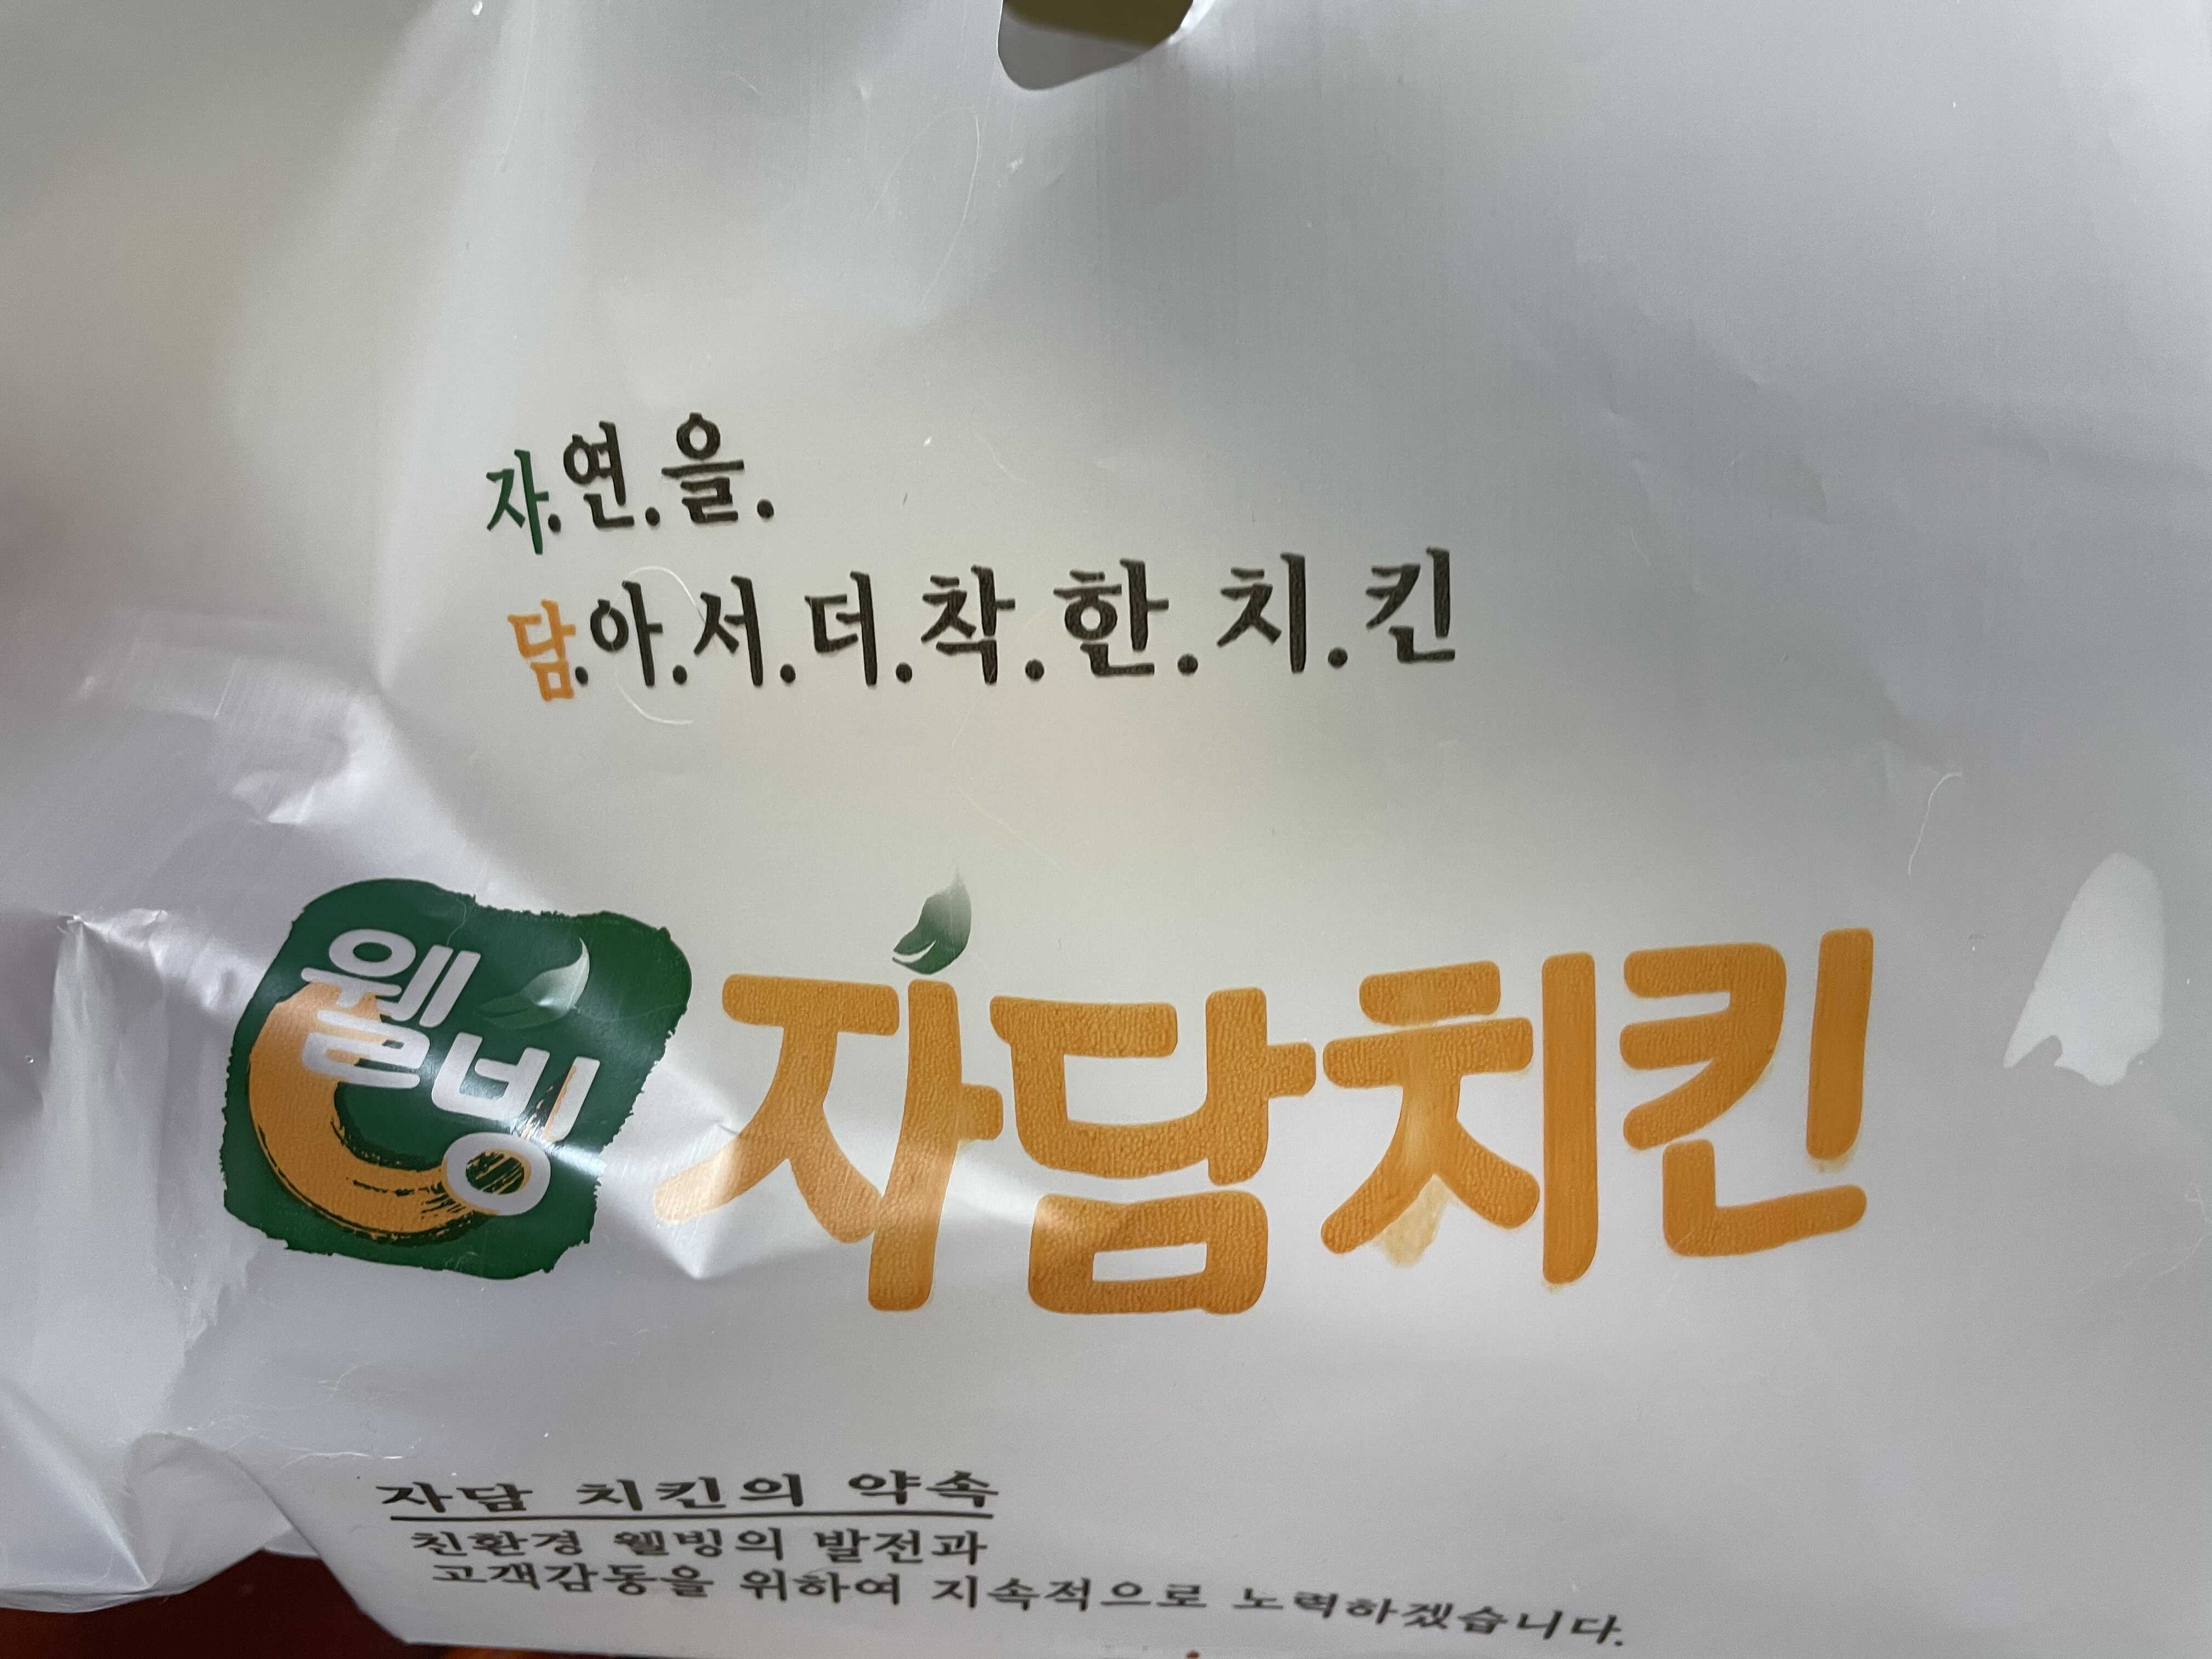 자.연.을.
담.아.서.더.착.한.치.킨
웰빙 자담치킨
자담 치킨의 약속
친환경 웰빙의 발전과
고객감동을 위하여 지속적으로 노력하겠습니다.